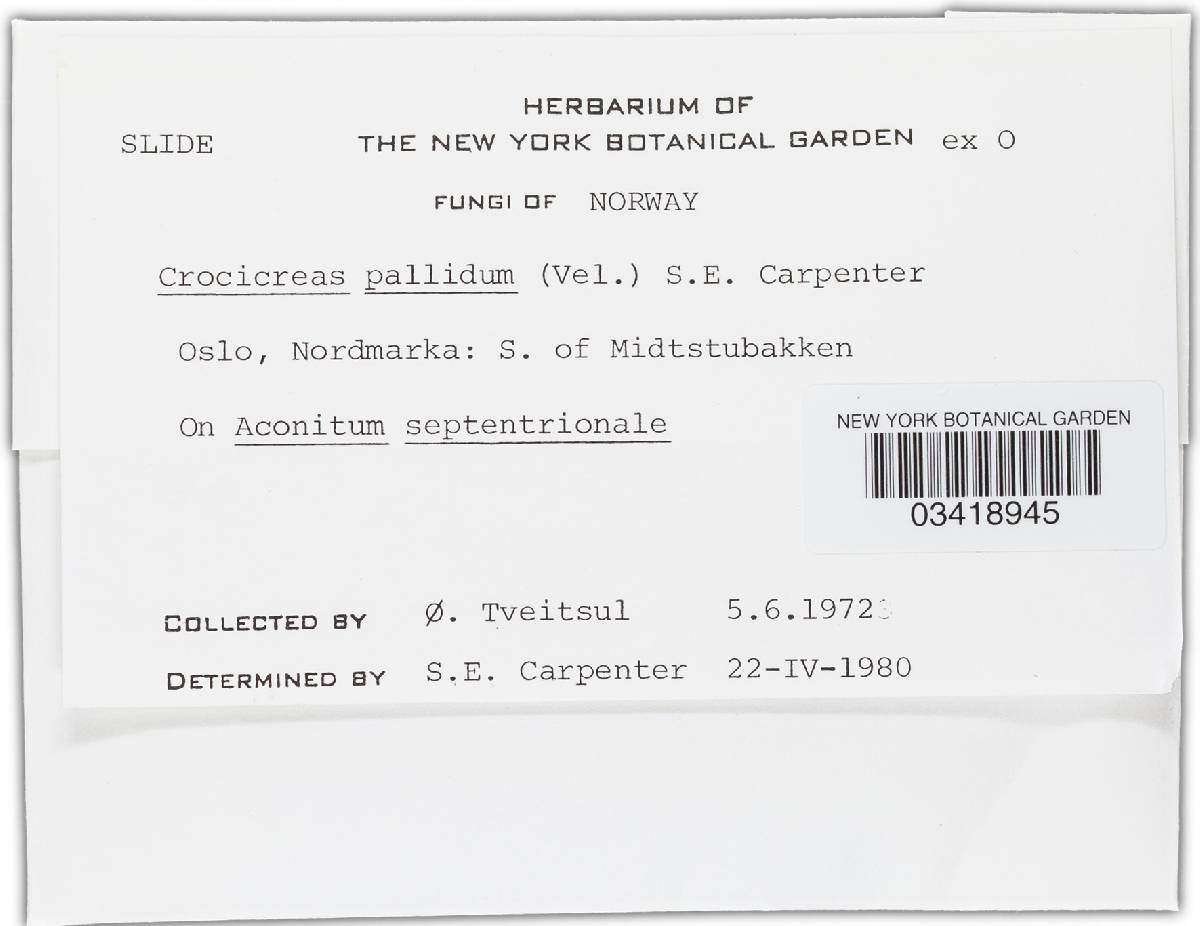 HERBARIUM OF
SLIDE THE NEW YORK BOTANICAL GARDEN ex O
FUNGI OF NORWAY
Crocicreas pallidum (Vel.) S.E. Carpenter
Oslo, Nordmarka: S. of Midtstubakken
On Aconitum septentrionale
NEW YORK BOTANICAL GARDEN
03418945
COLLECTED BY Ø. Tveitsul 5.6.1972
DETERMINED BY S.E. Carpenter 22-IV-1980